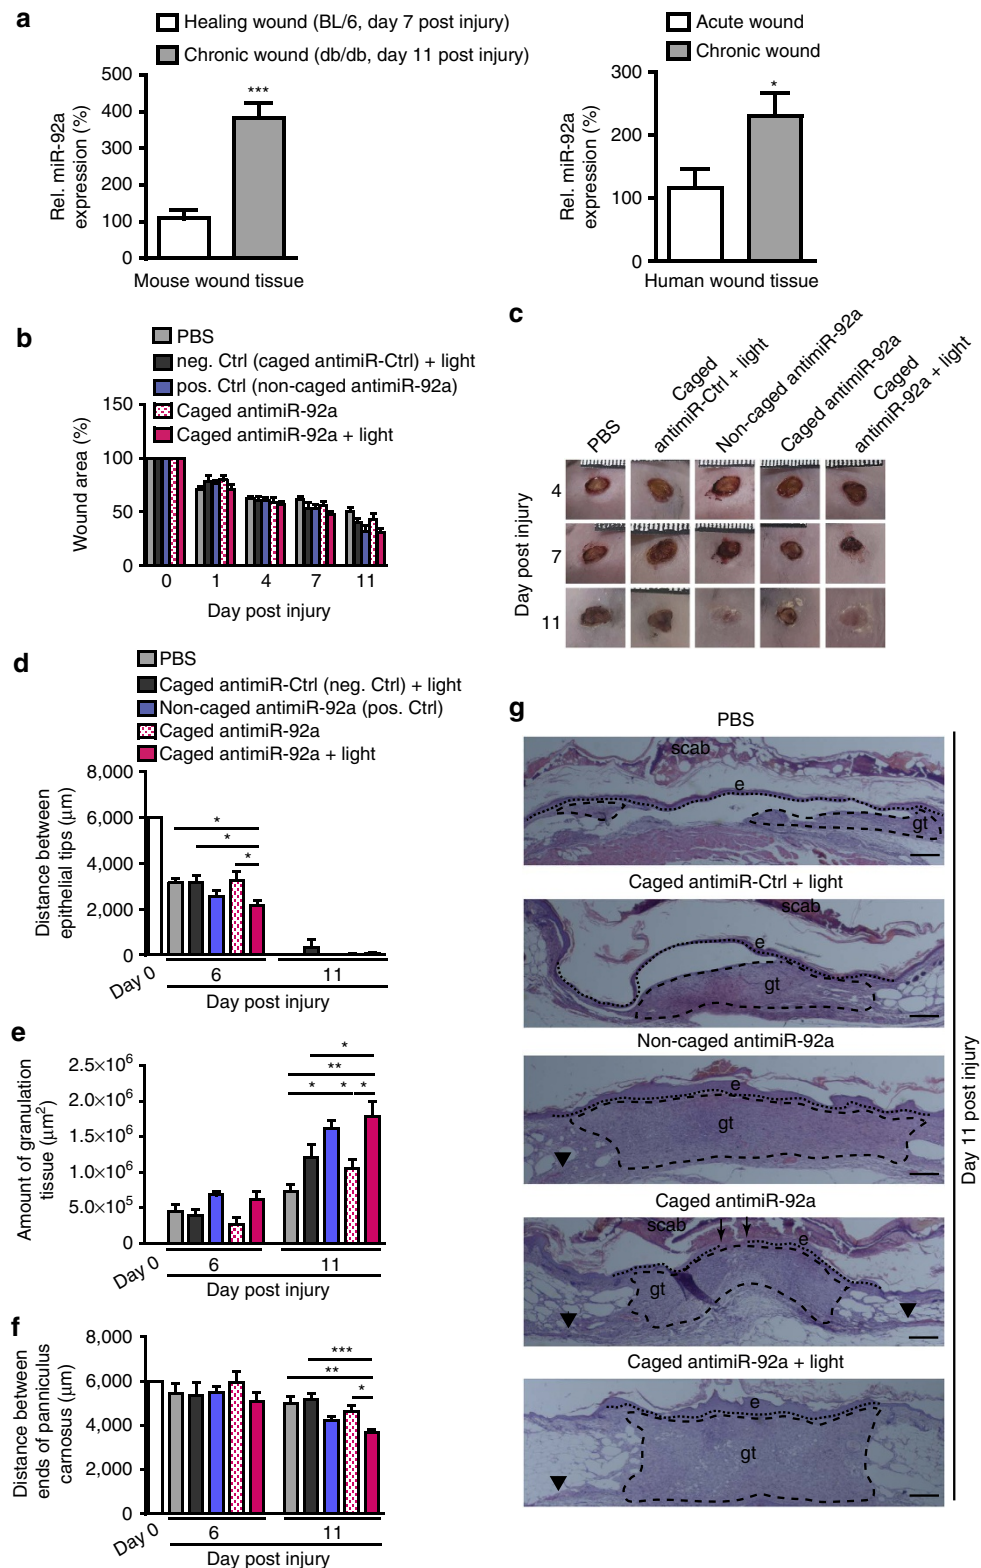 a
Healing wound (BL/6, day 7 post injury)
Chronic wound (db/db, day 11 post injury)
500
400
300
200
100
0
Rel. miR-92a
expression (%)
***
Mouse wound tissue
Acute wound
Chronic wound
300
200
100
0
Rel. miR-92a
expression (%)
*
Human wound tissue
b
PBS
neg. Ctrl (caged antimiR-Ctrl) + light
pos. Ctrl (non-caged antimiR-92a)
Caged antimiR-92a
Caged antimiR-92a + light
150
100
50
0
Wound area (%)
0 1 4 7 11
Day post injury
c
PBS
Caged
antimiR-Ctrl + light
Non-caged antimiR-92a
Caged antimiR-92a
Caged
antimiR-92a + light
4
7
11
Day post injury
d
PBS
Caged antimiR-Ctrl (neg. Ctrl) + light
Non-caged antimiR-92a (pos. Ctrl)
Caged antimiR-92a
Caged antimiR-92a + light
8,000
6,000
4,000
2,000
0
Distance between
epithelial tips (μm)
*
*
*
Day 0 6 11
Day post injury
e
2.5×10⁶
2.0×10⁶
1.5×10⁶
1.0×10⁶
5.0×10⁵
0
Amount of granulation
tissue (μm²)
*
**
* * *
Day 0 6 11
Day post injury
f
8,000
6,000
4,000
2,000
0
Distance between
ends of panniculus
carnosus (μm)
***
**
*
Day 0 6 11
Day post injury
g
PBS
scab
e
gt
Caged antimiR-Ctrl + light
scab
e
gt
Non-caged antimiR-92a
e
gt
Caged antimiR-92a
scab
e
gt
Caged antimiR-92a + light
e
gt
Day 11 post injury